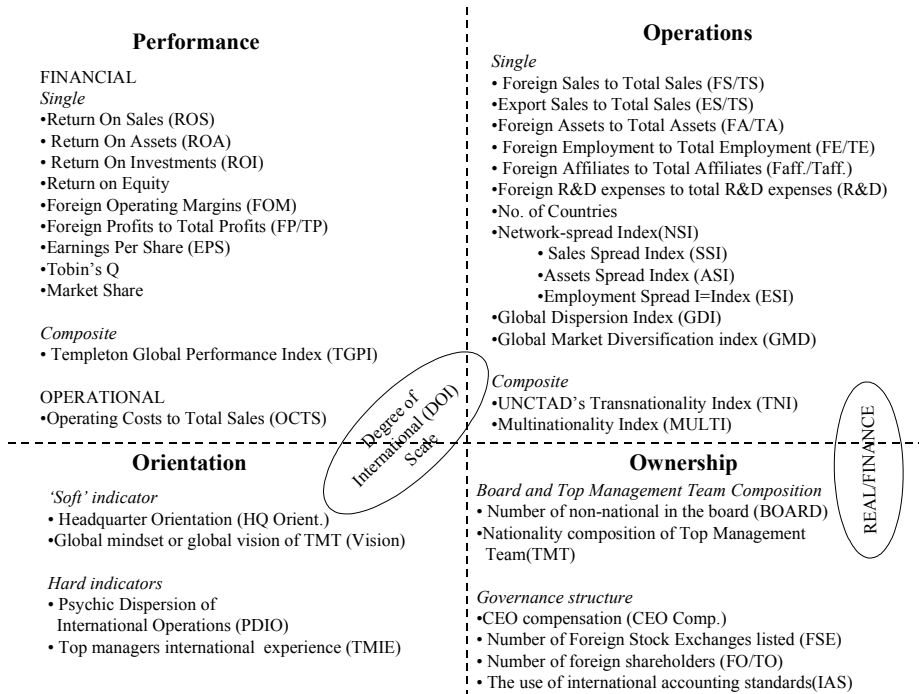 Performance
FINANCIAL
Single
•Return On Sales (ROS)
• Return On Assets (ROA)
• Return On Investments (ROI)
•Return on Equity
•Foreign Operating Margins (FOM)
•Foreign Profits to Total Profits (FP/TP)
•Earnings Per Share (EPS)
•Tobin's Q
•Market Share
Composite
• Templeton Global Performance Index (TGPI)
OPERATIONAL
•Operating Costs to Total Sales (OCTS)
Operations
Single
• Foreign Sales to Total Sales (FS/TS)
•Export Sales to Total Sales (ES/TS)
•Foreign Assets to Total Assets (FA/TA)
• Foreign Employment to Total Employment (FE/TE)
• Foreign Affiliates to Total Affiliates (Faff./Taff.)
•Foreign R&D expenses to total R&D expenses (R&D)
•No. of Countries
•Network-spread Index(NSI)
• Sales Spread Index (SSI)
•Assets Spread Index (ASI)
•Employment Spread I=Index (ESI)
•Global Dispersion Index (GDI)
•Global Market Diversification index (GMD)
Composite
•UNCTAD's Transnationality Index (TNI)
•Multinationality Index (MULTI)
Degree of
International (DOI)
Scale
Orientation
'Soft' indicator
• Headquarter Orientation (HQ Orient.)
•Global mindset or global vision of TMT (Vision)
Hard indicators
• Psychic Dispersion of
International Operations (PDIO)
• Top managers international experience (TMIE)
Ownership
Board and Top Management Team Composition
• Number of non-national in the board (BOARD)
•Nationality composition of Top Management
Team(TMT)
Governance structure
•CEO compensation (CEO Comp.)
• Number of Foreign Stock Exchanges listed (FSE)
• Number of foreign shareholders (FO/TO)
• The use of international accounting standards(IAS)
REAL/FINANCE